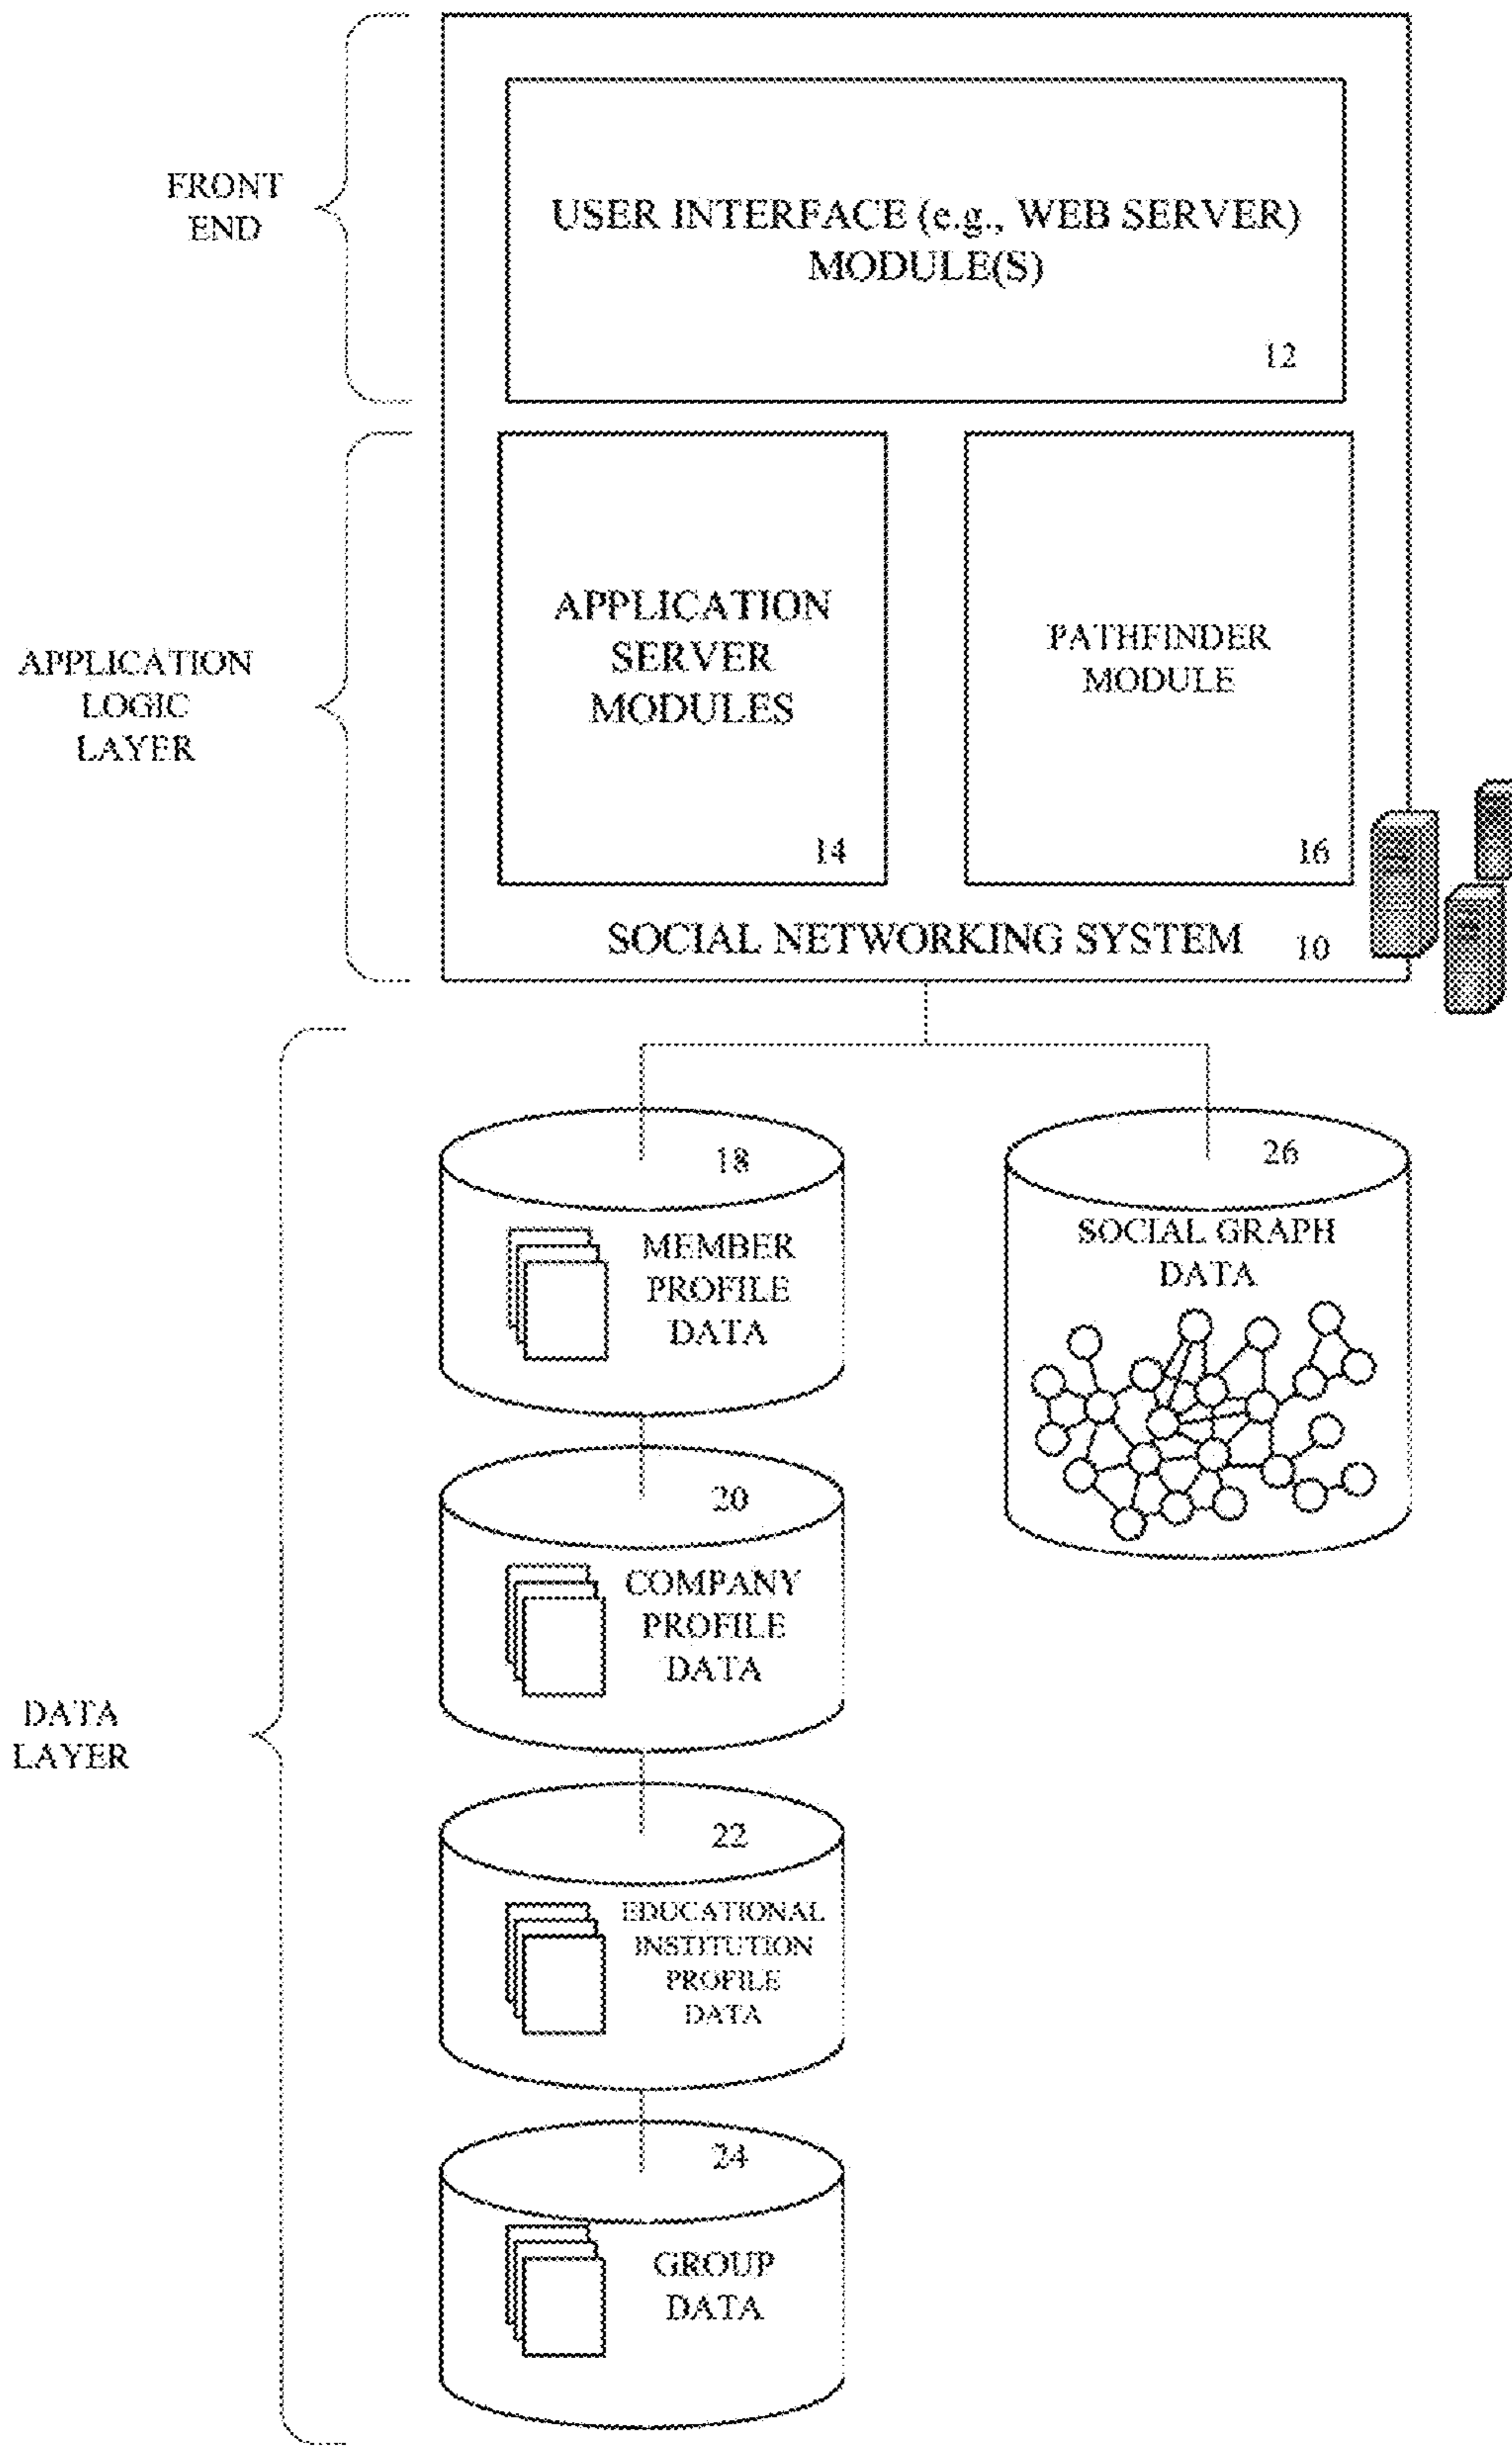 FRONT
END
USER INTERFACE (e.g., WEB SERVER)
MODULE(S)
12
APPLICATION
LOGIC
LAYER
APPLICATION
SERVER
MODULES
14
PATHFINDER
MODULE
16
SOCIAL NETWORKING SYSTEM
10
DATA
LAYER
18
MEMBER
PROFILE
DATA
26
SOCIAL GRAPH
DATA
20
COMPANY
PROFILE
DATA
22
EDUCATIONAL
INSTITUTION
PROFILE
DATA
24
GROUP
DATA